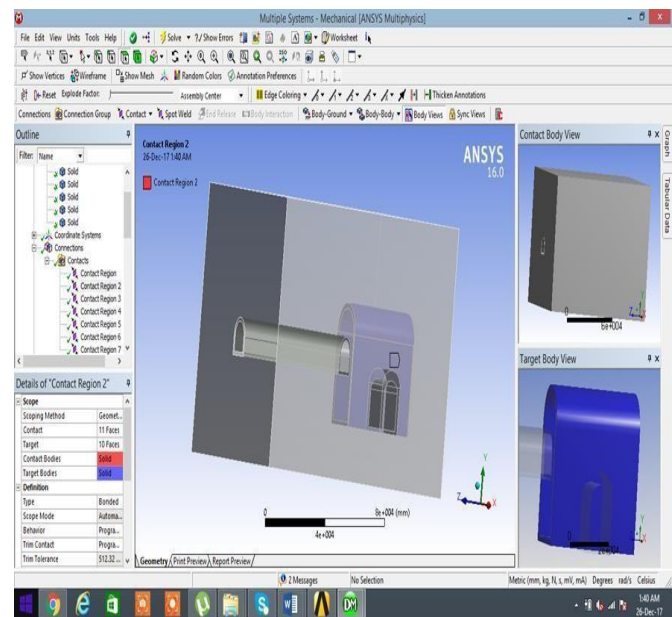 Multiple Systems - Mechanical [ANSYS Multiphysics]
File Edit View Units Tools Help Solve ?/ Show Errors Worksheet
Show Vertices Wireframe Show Mesh Random Colors Annotation Preferences
Reset Explode Factor: Assembly Center Edge Coloring Thicken Annotations
Connections Connection Group Contact Spot Weld End Release Body Interaction Body-Ground Body-Body Body Views Sync Views
Outline
Filter: Name
Solid
Solid
Solid
Solid
Solid
Coordinate Systems
Connections
Contacts
Contact Region
Contact Region 2
Contact Region 3
Contact Region 4
Contact Region 5
Contact Region 6
Contact Region 7
Details of "Contact Region 2"
Scope
Scoping Method Geomet...
Contact 11 Faces
Target 10 Faces
Contact Bodies Solid
Target Bodies Solid
Definition
Type Bonded
Scope Mode Automa...
Behavior Progra...
Trim Contact Progra...
Trim Tolerance 512.32 ...
Contact Region 2
26-Dec-17 1:40 AM
Contact Region 2
ANSYS
16.0
0 8e+004 (mm)
4e+004
Y
Z X
Geometry Print Preview Report Preview
Contact Body View
0
8e+004
Target Body View
0
Graph
Tabular Data
2 Messages No Selection Metric (mm, kg, N, s, mV, mA) Degrees rad/s Celsius
DM
1:40 AM
26-Dec-17